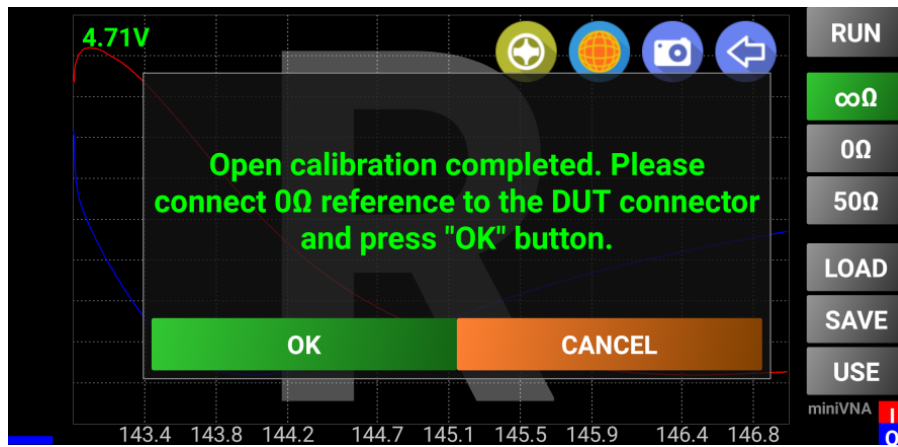 4.71V
RUN
∞Ω
Open calibration completed. Please
connect 0Ω reference to the DUT connector
and press "OK" button.
0Ω
50Ω
LOAD
SAVE
OK
CANCEL
USE
miniVNA
I
Q
143.4 143.8 144.2 144.7 145.1 145.5 145.9 146.4 146.8
R